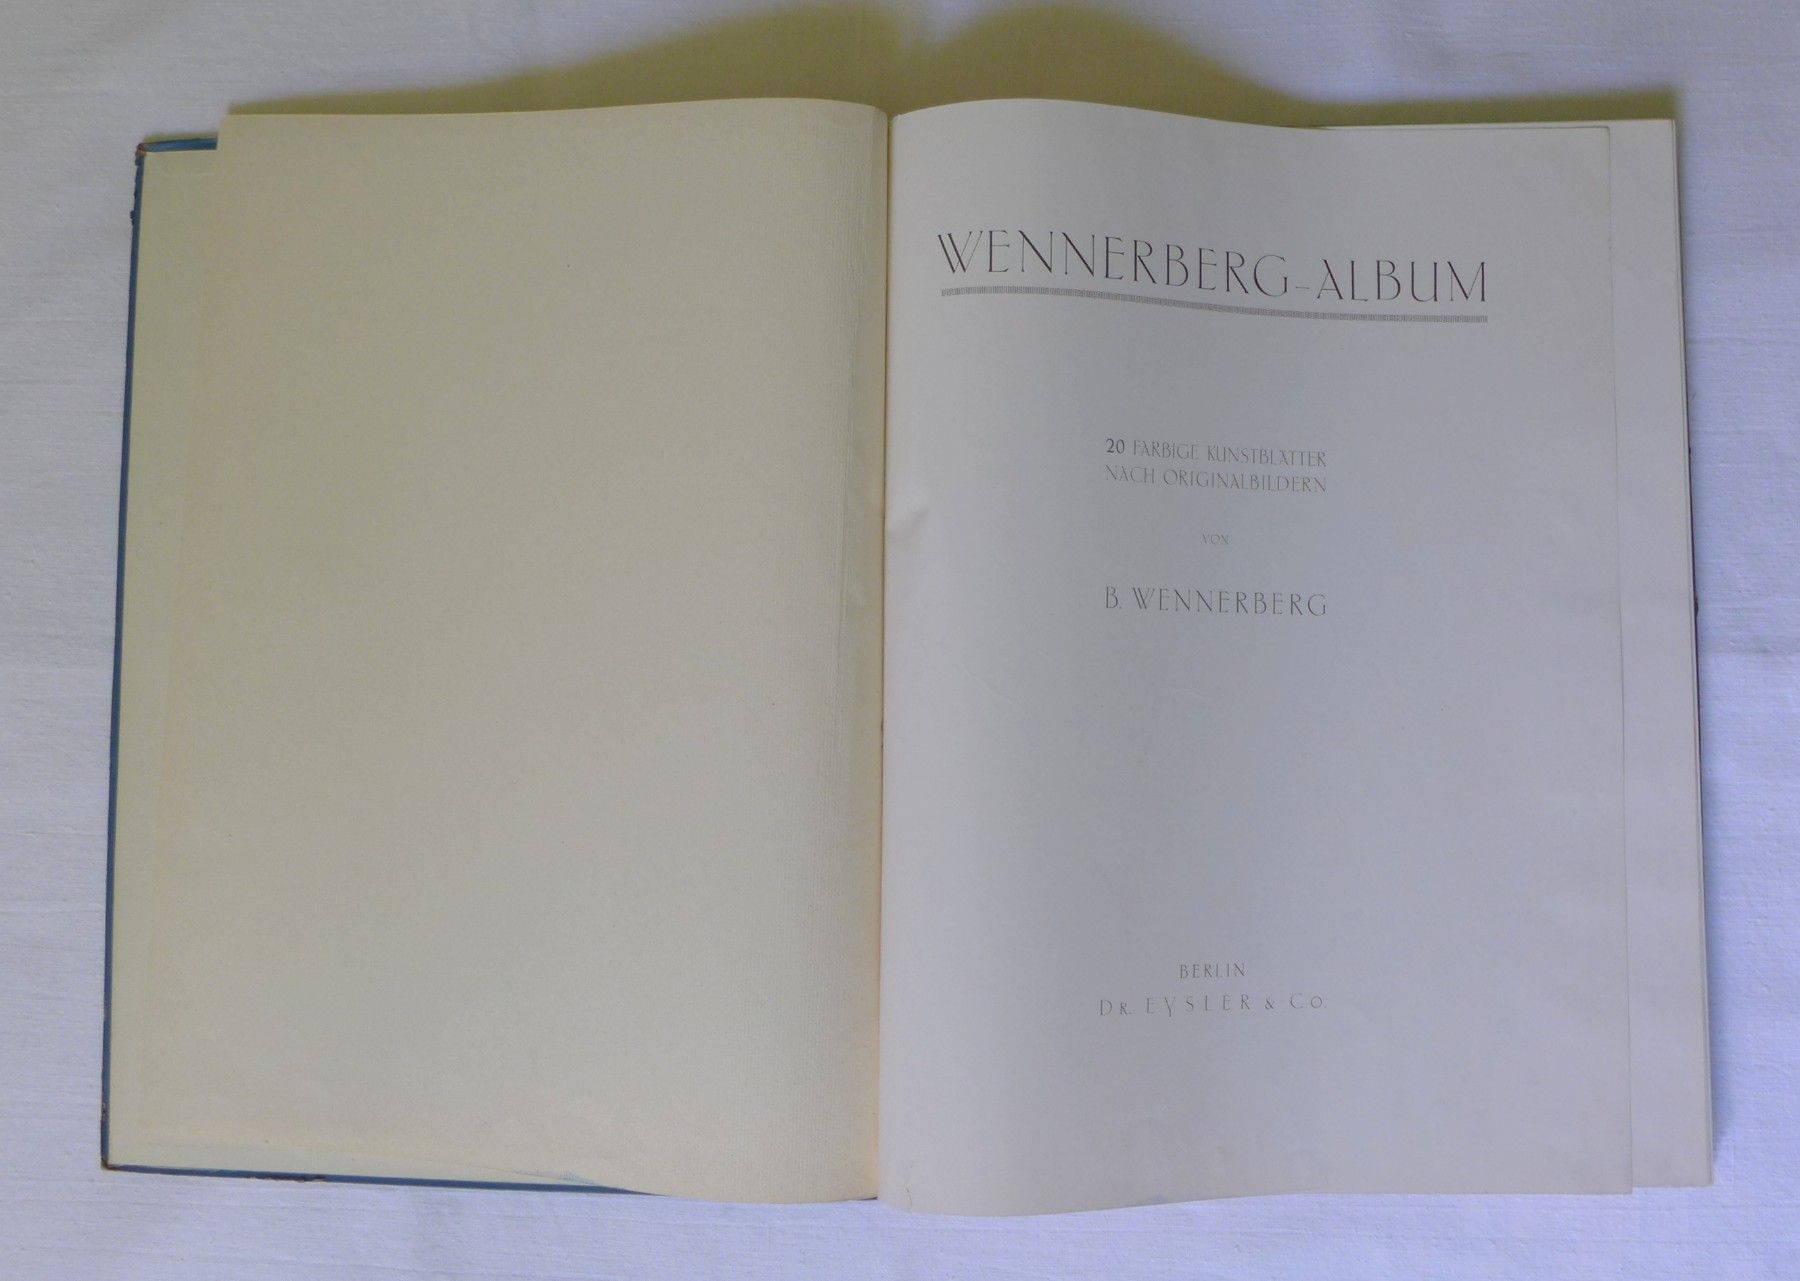 WENNERBERG-ALBUM
20 FARBIGE KUNSTBLÄTTER
NACH ORIGINALBILDERN
VON
B. WENNERBERG
BERLIN
DR. EYSLER & CO.